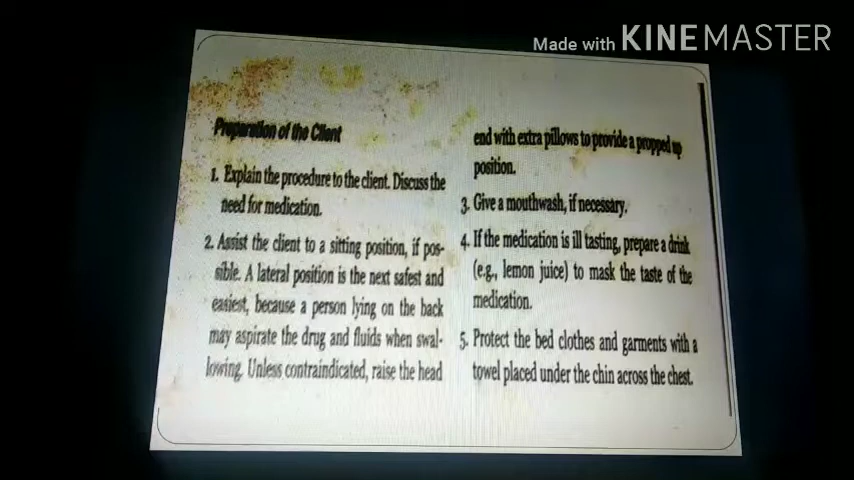 Made with KINEMASTER
Preparation of the Client
1. Explain the procedure to the client. Discuss the
need for medication.
2. Assist the client to a sitting position, if pos-
sible. A lateral position is the next safest and
easiest, because a person lying on the back
may aspirate the drug and fluids when swal-
lowing. Unless contraindicated, raise the head
end with extra pillows to provide a propped up
position.
3. Give a mouthwash, if necessary.
4. If the medication is ill tasting, prepare a drink
(e.g., lemon juice) to mask the taste of the
medication.
5. Protect the bed clothes and garments with a
towel placed under the chin across the chest.